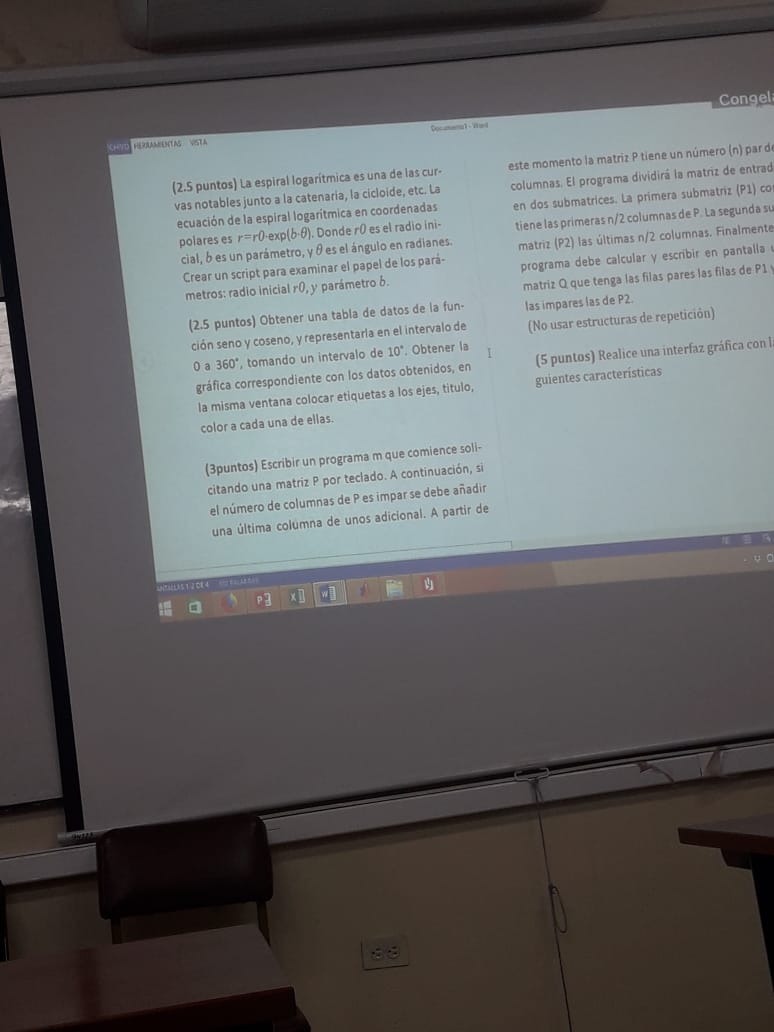 Congel
Documento1 - Word
HERRAMIENTAS VISTA
(2.5 puntos) La espiral logarítmica es una de las cur-
vas notables junto a la catenaria, la cicloide, etc. La
ecuación de la espiral logarítmica en coordenadas
polares es r=r0·exp(b·θ). Donde r0 es el radio ini-
cial, b es un parámetro, y θ es el ángulo en radianes.
Crear un script para examinar el papel de los pará-
metros: radio inicial r0, y parámetro b.
(2.5 puntos) Obtener una tabla de datos de la fun-
ción seno y coseno, y representarla en el intervalo de
0 a 360°, tomando un intervalo de 10°. Obtener la
gráfica correspondiente con los datos obtenidos, en
la misma ventana colocar etiquetas a los ejes, titulo,
color a cada una de ellas.
(3puntos) Escribir un programa m que comience soli-
citando una matriz P por teclado. A continuación, si
el número de columnas de P es impar se debe añadir
una última columna de unos adicional. A partir de
este momento la matriz P tiene un número (n) par de
columnas. El programa dividirá la matriz de entrad
en dos submatrices. La primera submatriz (P1) co
tiene las primeras n/2 columnas de P. La segunda su
matriz (P2) las últimas n/2 columnas. Finalmente
programa debe calcular y escribir en pantalla
matriz Q que tenga las filas pares las filas de P1 y
las impares las de P2.
(No usar estructuras de repetición)
(5 puntos) Realice una interfaz gráfica con l
guientes características